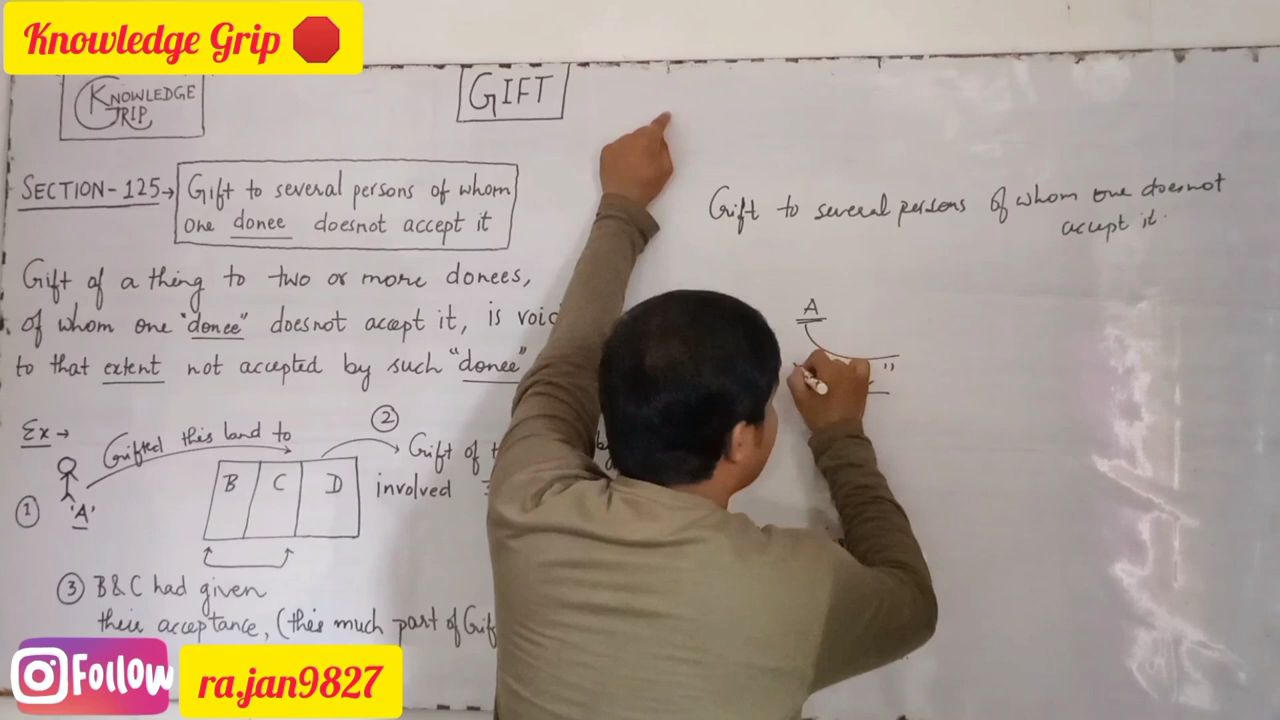 Knowledge Grip
KNOWLEDGE
GRIP
GIFT
SECTION-125→ Gift to several persons of whom
one donee doesnot accept it
Gift of a thing to two or more donees,
of whom one "donee" doesnot accept it, is void
to that extent not accepted by such "donee"
Ex →
Gifted this land to
②
Gift of
involved
B C D
① 'A'
③ B & C had given
their acceptance, (this much part of Gif
Gift to several persons of whom one doesnot
accept it.
A
Follow
ra.jan9827